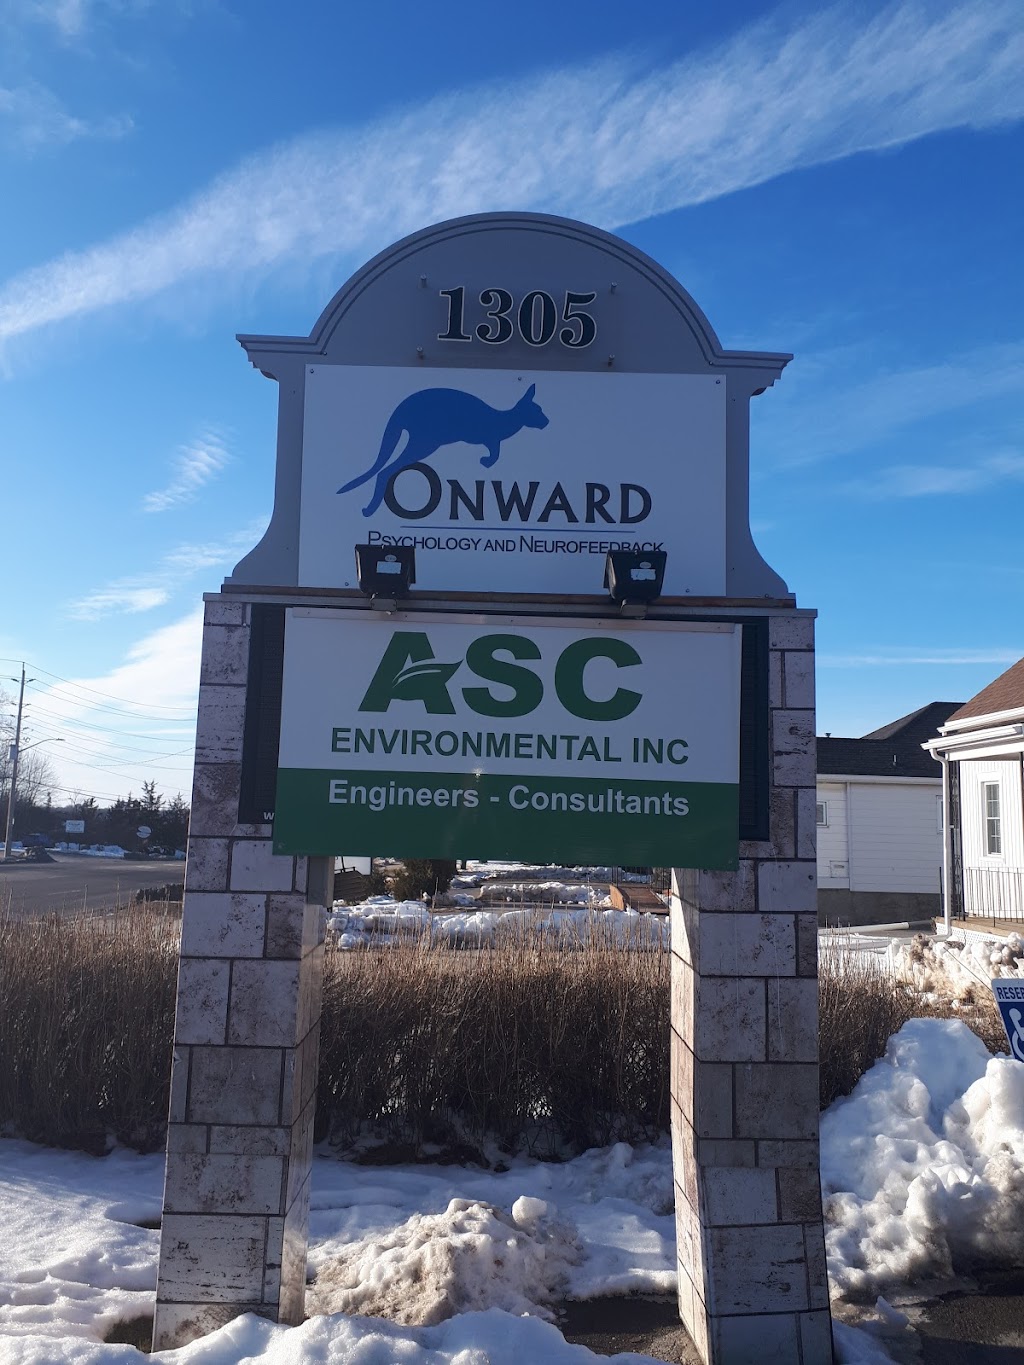 1305
ONWARD
PSYCHOLOGY AND NEUROFEEDBACK
ASC
ENVIRONMENTAL INC
Engineers - Consultants